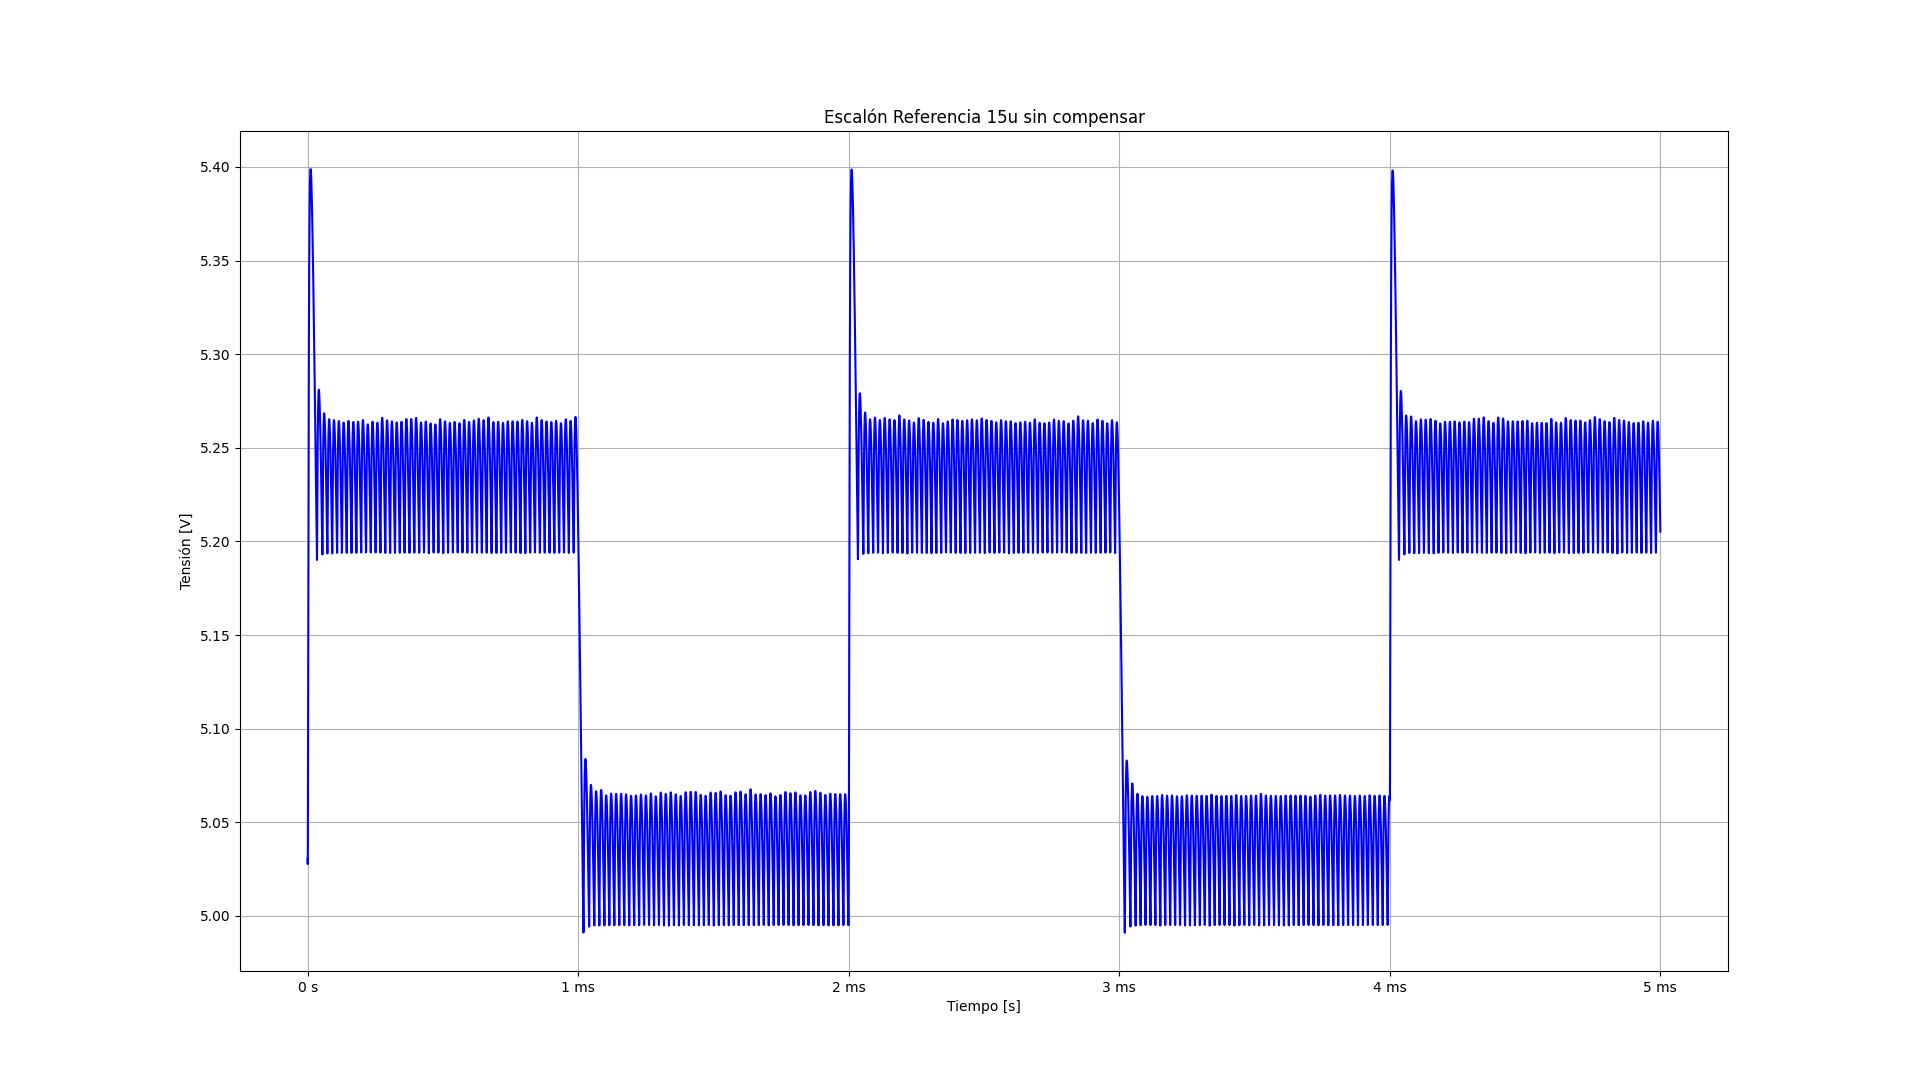 Escalón Referencia 15u sin compensar
5.40
5.35
5.30
5.25
5.20
5.15
5.10
5.05
5.00
Tensión [V]
0 s 1 ms 2 ms 3 ms 4 ms 5 ms
Tiempo [s]